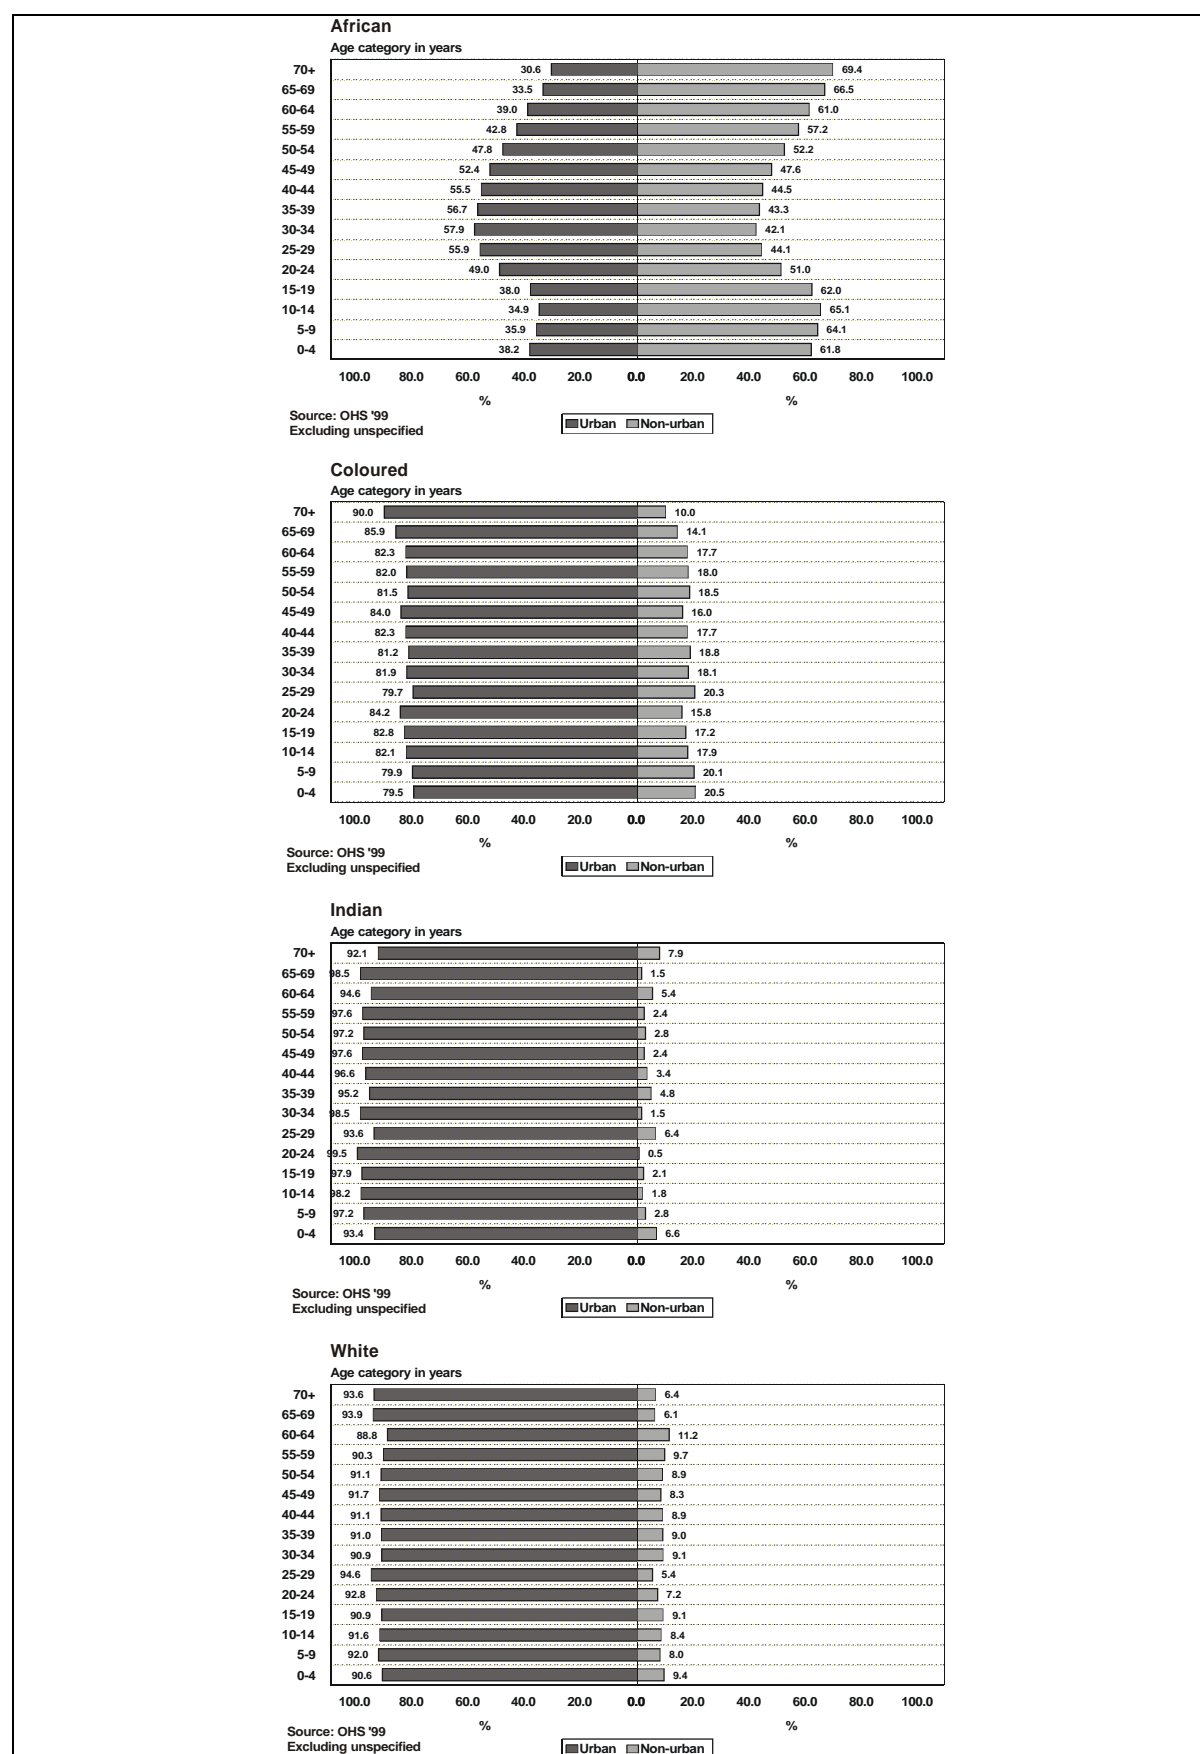 African
Age category in years
70+ 30.6 69.4
65-69 33.5 66.5
60-64 39.0 61.0
55-59 42.8 57.2
50-54 47.8 52.2
45-49 52.4 47.6
40-44 55.5 44.5
35-39 56.7 43.3
30-34 57.9 42.1
25-29 55.9 44.1
20-24 49.0 51.0
15-19 38.0 62.0
10-14 34.9 65.1
5-9 35.9 64.1
0-4 38.2 61.8
100.0 80.0 60.0 40.0 20.0 0.0 20.0 40.0 60.0 80.0 100.0
% %
Source: OHS '99
Excluding unspecified
Urban Non-urban
Coloured
Age category in years
70+ 90.0 10.0
65-69 85.9 14.1
60-64 82.3 17.7
55-59 82.0 18.0
50-54 81.5 18.5
45-49 84.0 16.0
40-44 82.3 17.7
35-39 81.2 18.8
30-34 81.9 18.1
25-29 79.7 20.3
20-24 84.2 15.8
15-19 82.8 17.2
10-14 82.1 17.9
5-9 79.9 20.1
0-4 79.5 20.5
100.0 80.0 60.0 40.0 20.0 0.0 20.0 40.0 60.0 80.0 100.0
% %
Source: OHS '99
Excluding unspecified
Urban Non-urban
Indian
Age category in years
70+ 92.1 7.9
65-69 98.5 1.5
60-64 94.6 5.4
55-59 97.6 2.4
50-54 97.2 2.8
45-49 97.6 2.4
40-44 96.6 3.4
35-39 95.2 4.8
30-34 98.5 1.5
25-29 93.6 6.4
20-24 99.5 0.5
15-19 97.9 2.1
10-14 98.2 1.8
5-9 97.2 2.8
0-4 93.4 6.6
100.0 80.0 60.0 40.0 20.0 0.0 20.0 40.0 60.0 80.0 100.0
% %
Source: OHS '99
Excluding unspecified
Urban Non-urban
White
Age category in years
70+ 93.6 6.4
65-69 93.9 6.1
60-64 88.8 11.2
55-59 90.3 9.7
50-54 91.1 8.9
45-49 91.7 8.3
40-44 91.1 8.9
35-39 91.0 9.0
30-34 90.9 9.1
25-29 94.6 5.4
20-24 92.8 7.2
15-19 90.9 9.1
10-14 91.6 8.4
5-9 92.0 8.0
0-4 90.6 9.4
100.0 80.0 60.0 40.0 20.0 0.0 20.0 40.0 60.0 80.0 100.0
% %
Source: OHS '99
Excluding unspecified
Urban Non-urban